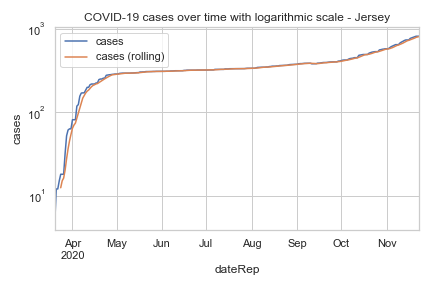 COVID-19 cases over time with logarithmic scale - Jersey
cases
cases (rolling)
10³
10²
10¹
cases
Apr May Jun Jul Aug Sep Oct Nov
2020
dateRep